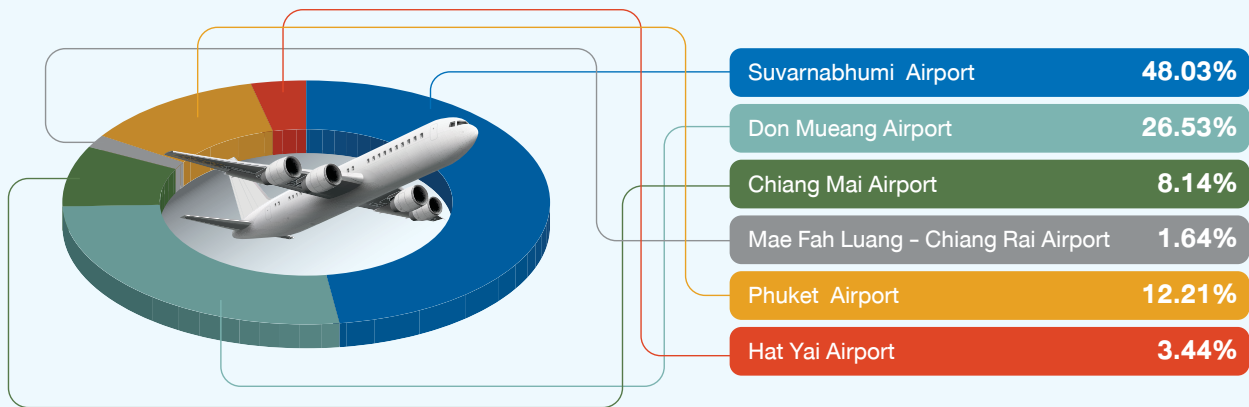 Suvarnabhumi Airport 48.03%
Don Mueang Airport 26.53%
Chiang Mai Airport 8.14%
Mae Fah Luang - Chiang Rai Airport 1.64%
Phuket Airport 12.21%
Hat Yai Airport 3.44%